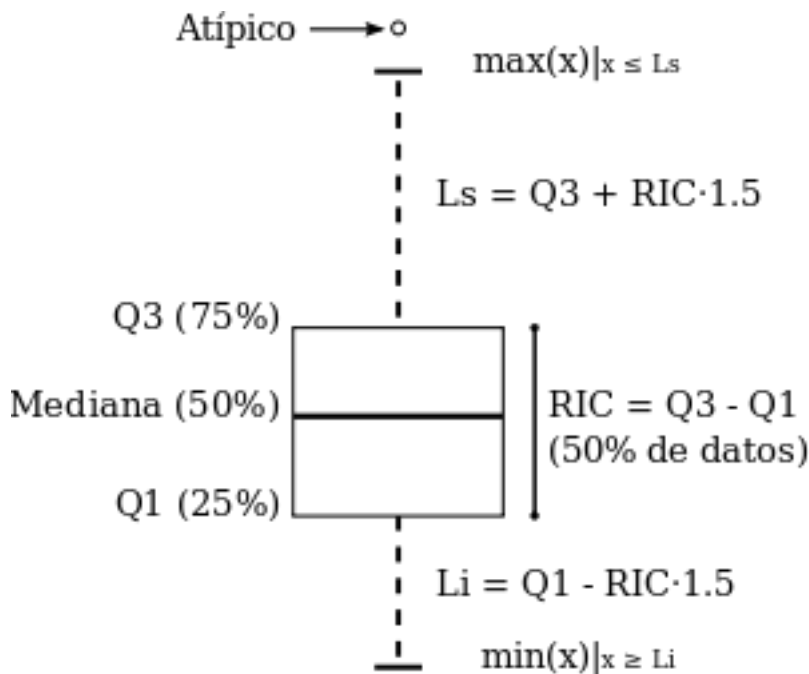 Atípico
max(x)|x ≤ Ls
Ls = Q3 + RIC·1.5
Q3 (75%)
Mediana (50%)
RIC = Q3 - Q1
(50% de datos)
Q1 (25%)
Li = Q1 - RIC·1.5
min(x)|x ≥ Li